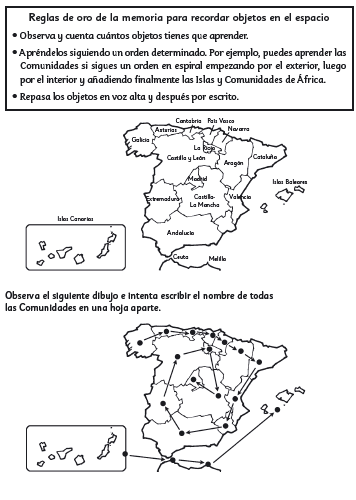 Reglas de oro de la memoria para recordar objetos en el espacio
• Observa y cuenta cuántos objetos tienes que aprender.
• Apréndelos siguiendo un orden determinado. Por ejemplo, puedes aprender las
Comunidades si sigues un orden en espiral empezando por el exterior, luego
por el interior y añadiendo finalmente las Islas y Comunidades de África.
• Repasa los objetos en voz alta y después por escrito.
Cantabria País Vasco
Asturias Navarra
Galicia
La Rioja
Castilla y León Cataluña
Aragón
Madrid Islas Baleares
Extremadura Castilla- Valencia
La Mancha
Islas Canarias
Andalucía
Ceuta Melilla
Observa el siguiente dibujo e intenta escribir el nombre de todas
las Comunidades en una hoja aparte.